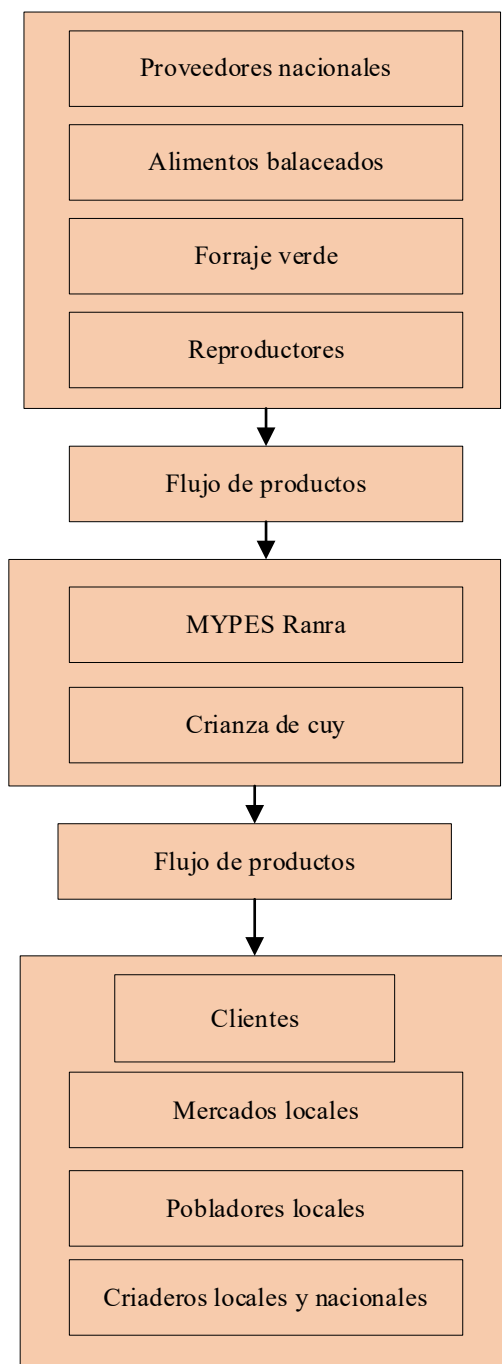 Proveedores nacionales
Alimentos balaceados
Forraje verde
Reproductores
Flujo de productos
MYPES Ranra
Crianza de cuy
Flujo de productos
Clientes
Mercados locales
Pobladores locales
Criaderos locales y nacionales